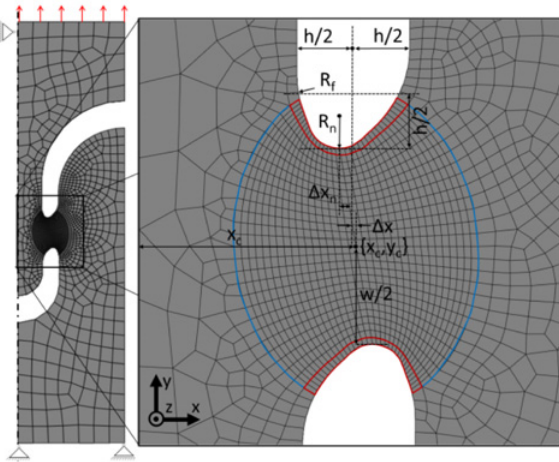 h/2 h/2
R_f
h/2
R_n
Δx_n
Δx
x_c
(x_c,y_c)
w/2
y
z x